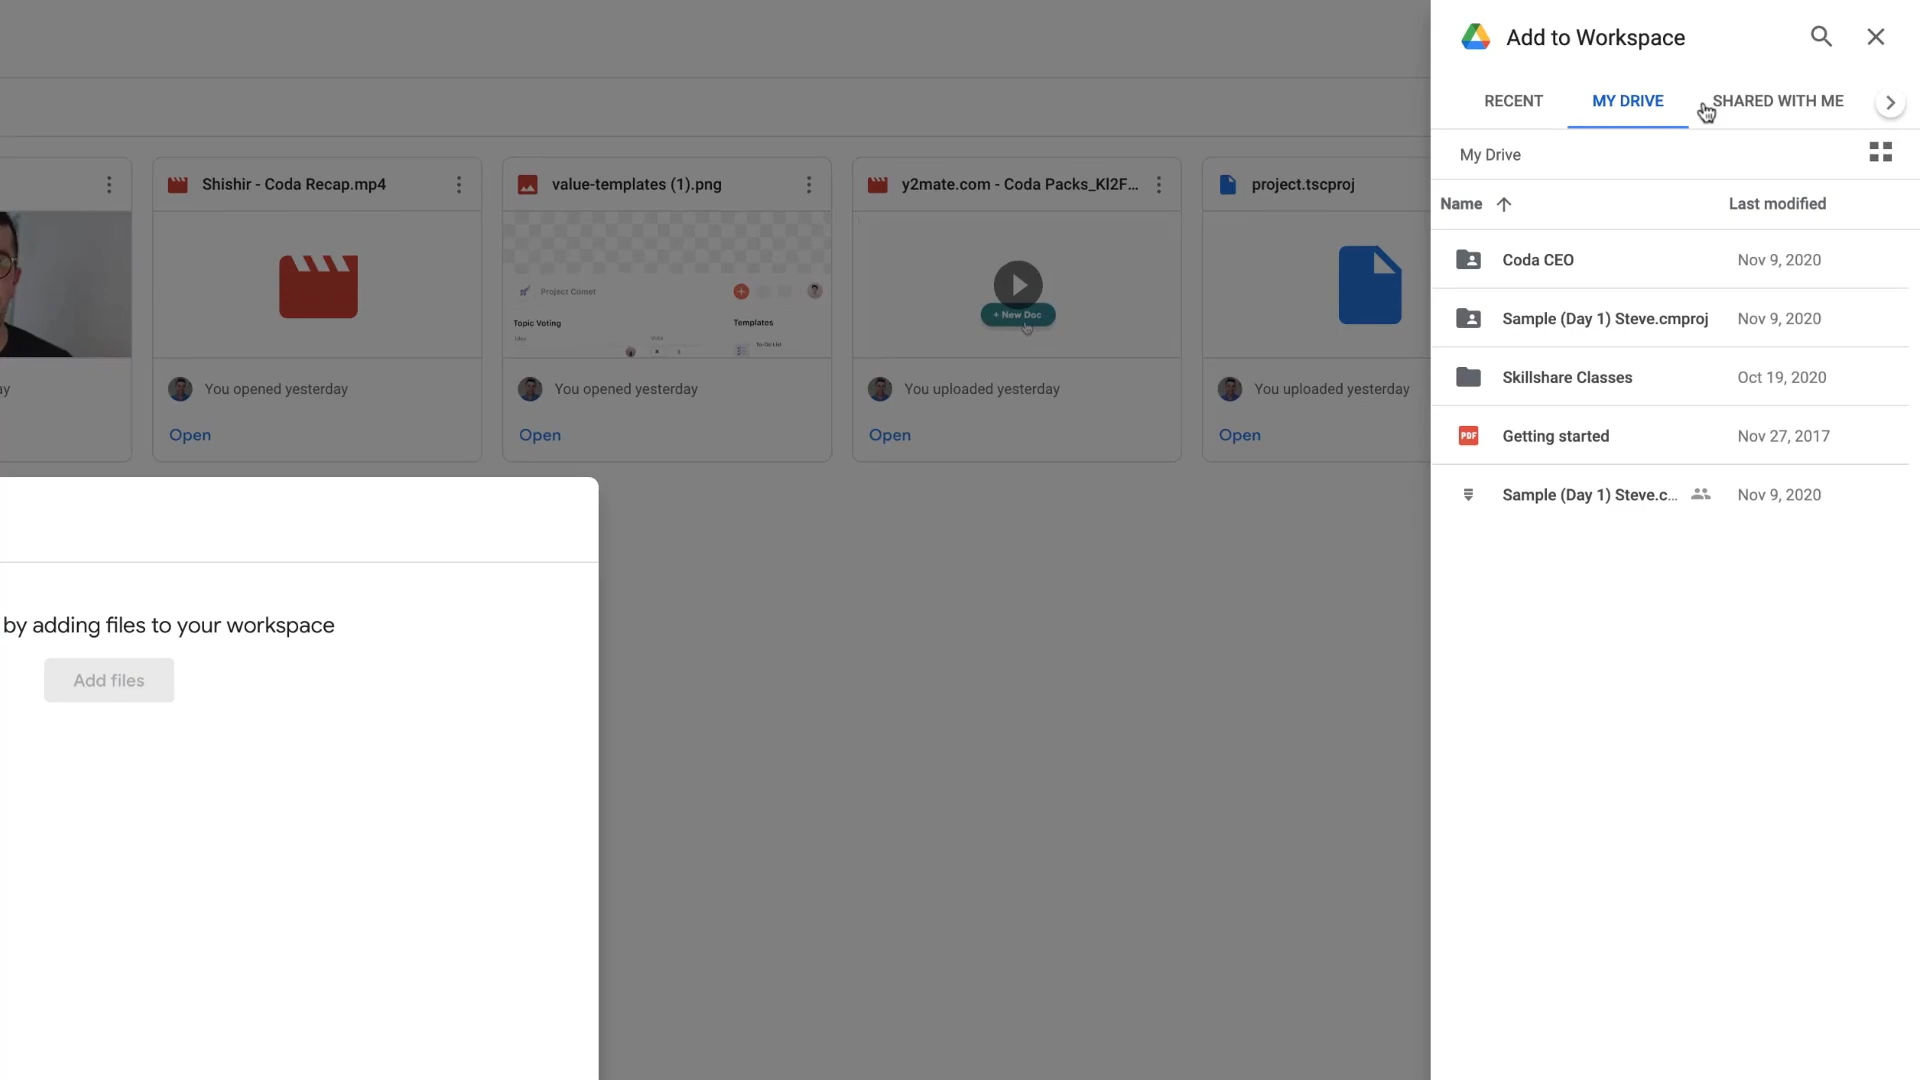 Add to Workspace
RECENT
MY DRIVE
SHARED WITH ME
My Drive
Name
Last modified
Coda CEO
Nov 9, 2020
Sample (Day 1) Steve.cmproj
Nov 9, 2020
Skillshare Classes
Oct 19, 2020
PDF
Getting started
Nov 27, 2017
Sample (Day 1) Steve.c...
Nov 9, 2020
Shishir - Coda Recap.mp4
value-templates (1).png
y2mate.com - Coda Packs_KI2F...
project.tscproj
Project Comet
Topic Voting
Templates
To-Do List
+ New Doc
y
You opened yesterday
You opened yesterday
You uploaded yesterday
You uploaded yesterday
Open
Open
Open
Open
by adding files to your workspace
Add files